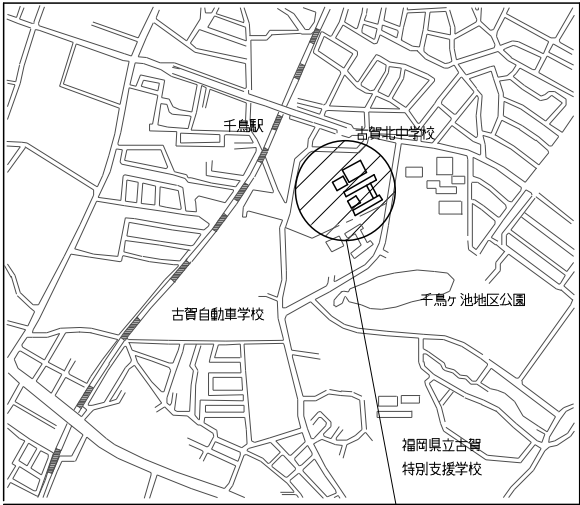 千鳥駅
古賀北中学校
千鳥ヶ池地区公園
古賀自動車学校
福岡県立古賀
特別支援学校